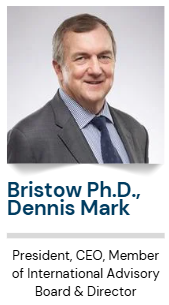 Bristow Ph.D.,
Dennis Mark
President, CEO, Member
of International Advisory
Board & Director